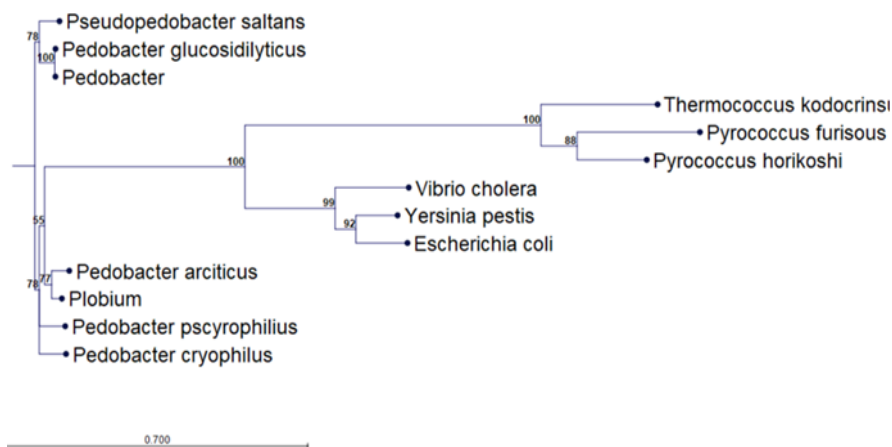 Pseudopedobacter saltans
78
Pedobacter glucosidilyticus
100
Pedobacter
Thermococcus kodocrinsu
100
Pyrococcus furisous
88
Pyrococcus horikoshi
100
Vibrio cholera
99
Yersinia pestis
92
Escherichia coli
55
Pedobacter arciticus
77
78
Plobium
Pedobacter pscyrophilius
Pedobacter cryophilus
0.700